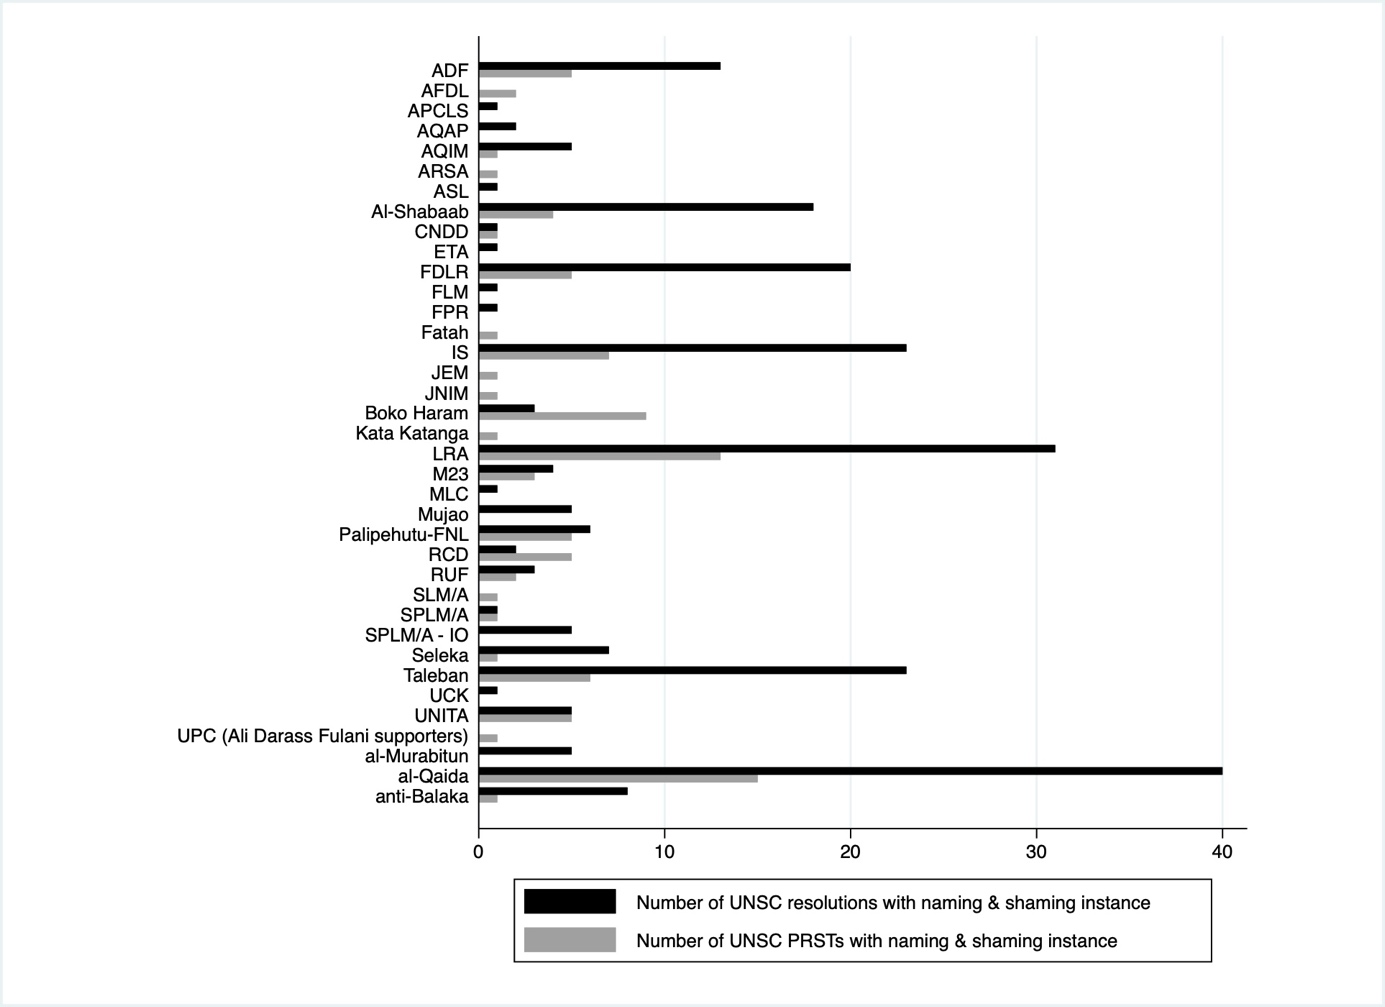 ADF
AFDL
APCLS
AQAP
AQIM
ARSA
ASL
Al-Shabaab
CNDD
ETA
FDLR
FLM
FPR
Fatah
IS
JEM
JNIM
Boko Haram
Kata Katanga
LRA
M23
MLC
Mujao
Palipehutu-FNL
RCD
RUF
SLM/A
SPLM/A
SPLM/A - IO
Seleka
Taleban
UCK
UNITA
UPC (Ali Darass Fulani supporters)
al-Murabitun
al-Qaida
anti-Balaka
0 10 20 30 40
Number of UNSC resolutions with naming & shaming instance
Number of UNSC PRSTs with naming & shaming instance